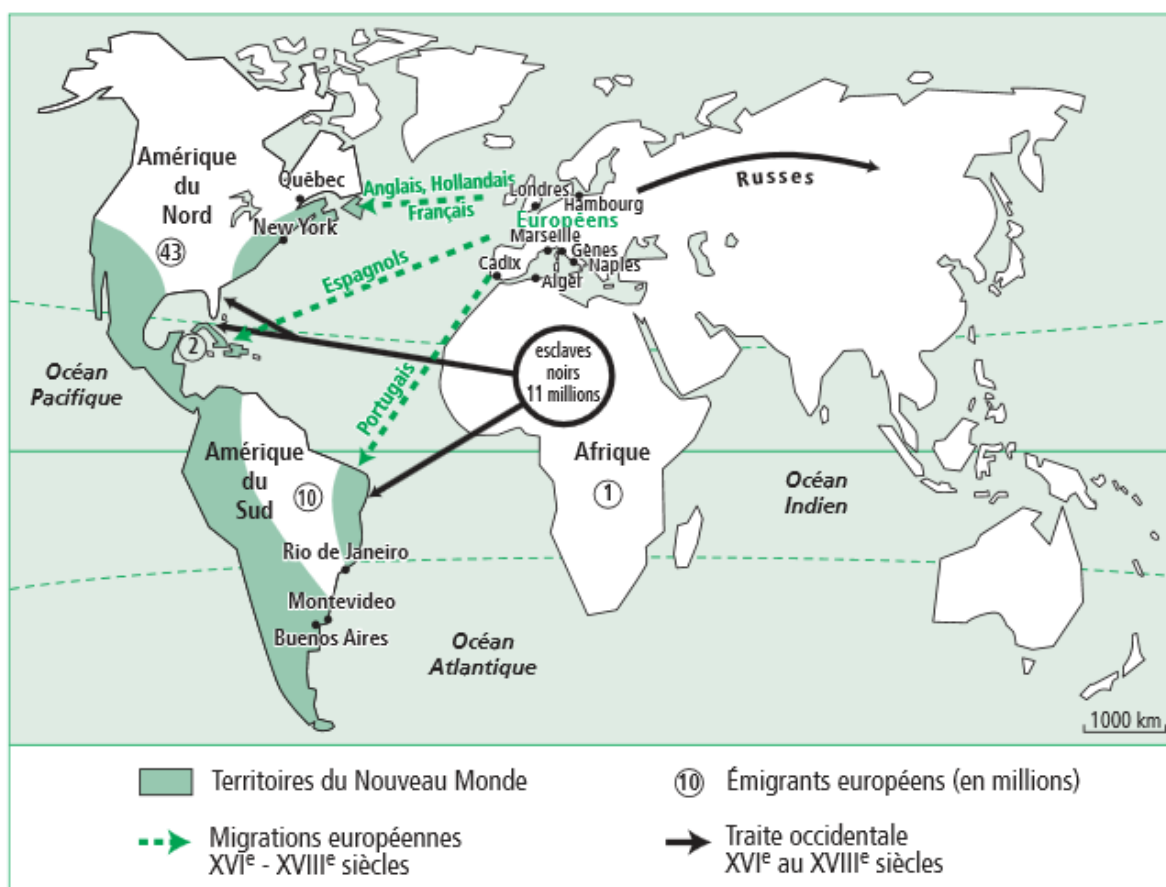 Amérique
du
Nord
43
Québec
New York
Anglais, Hollandais
Français
Londres
Hambourg
Européens
Marseille
Gênes
Naples
Cadix
Alger
Russes
Espagnols
Portugais
2
esclaves
noirs
11 millions
Océan
Pacifique
Amérique
du
Sud
10
Afrique
1
Océan
Indien
Rio de Janeiro
Montevideo
Buenos Aires
Océan
Atlantique
1000 km
Territoires du Nouveau Monde
10 Émigrants européens (en millions)
Migrations européennes
XVIe - XVIIIe siècles
Traite occidentale
XVIe au XVIIIe siècles